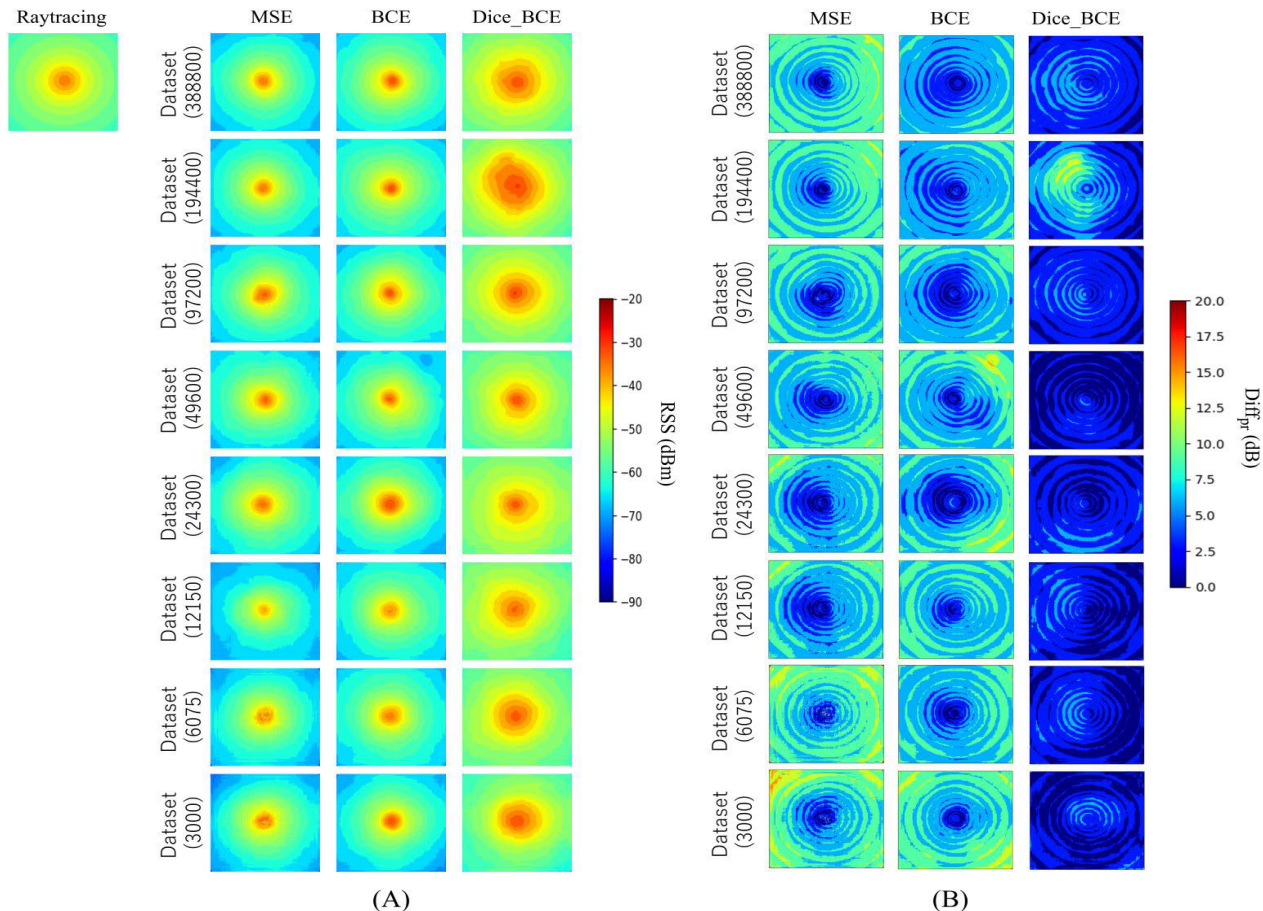 Raytracing
MSE BCE Dice_BCE
Dataset
(388800)
Dataset
(194400)
Dataset
(97200)
Dataset
(49600)
Dataset
(24300)
Dataset
(12150)
Dataset
(6075)
Dataset
(3000)
−20
−30
−40
−50
−60
−70
−80
−90
RSS (dBm)
(A)
MSE BCE Dice_BCE
Dataset
(388800)
Dataset
(194400)
Dataset
(97200)
Dataset
(49600)
Dataset
(24300)
Dataset
(12150)
Dataset
(6075)
Dataset
(3000)
20.0
17.5
15.0
12.5
10.0
7.5
5.0
2.5
0.0
Diffpr (dB)
(B)